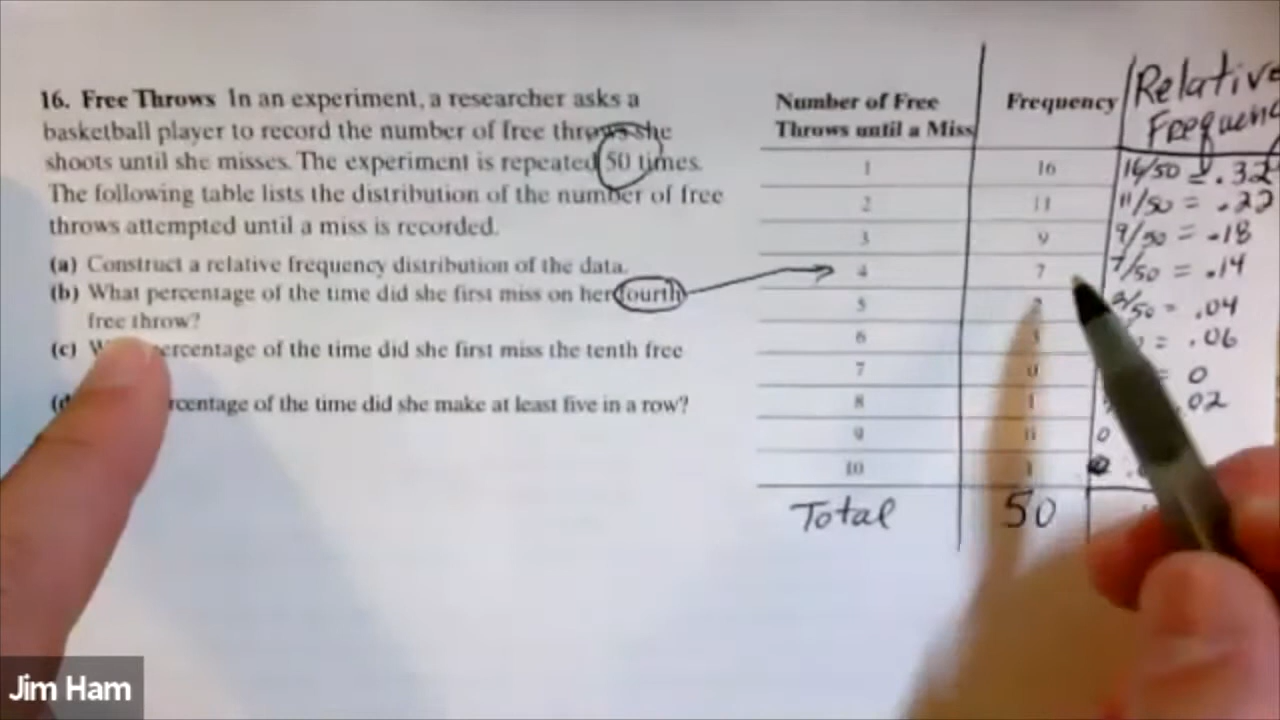 16. Free Throws In an experiment, a researcher asks a
basketball player to record the number of free throws she
shoots until she misses. The experiment is repeated 50 times.
The following table lists the distribution of the number of free
throws attempted until a miss is recorded.
(a) Construct a relative frequency distribution of the data.
(b) What percentage of the time did she first miss on her fourth
free throw?
(c) percentage of the time did she first miss the tenth free
(d percentage of the time did she make at least five in a row?
Number of Free
Throws until a Miss
Frequency
Relative
Frequency
1 16 16/50 = .32
2 11 11/50 = .22
3 9 9/50 = .18
4 7 7/50 = .14
5 2 2/50 = .04
6 3 = .06
7 0 = 0
8 1 .02
9 0 0
10 1
Total 50
Jim Ham